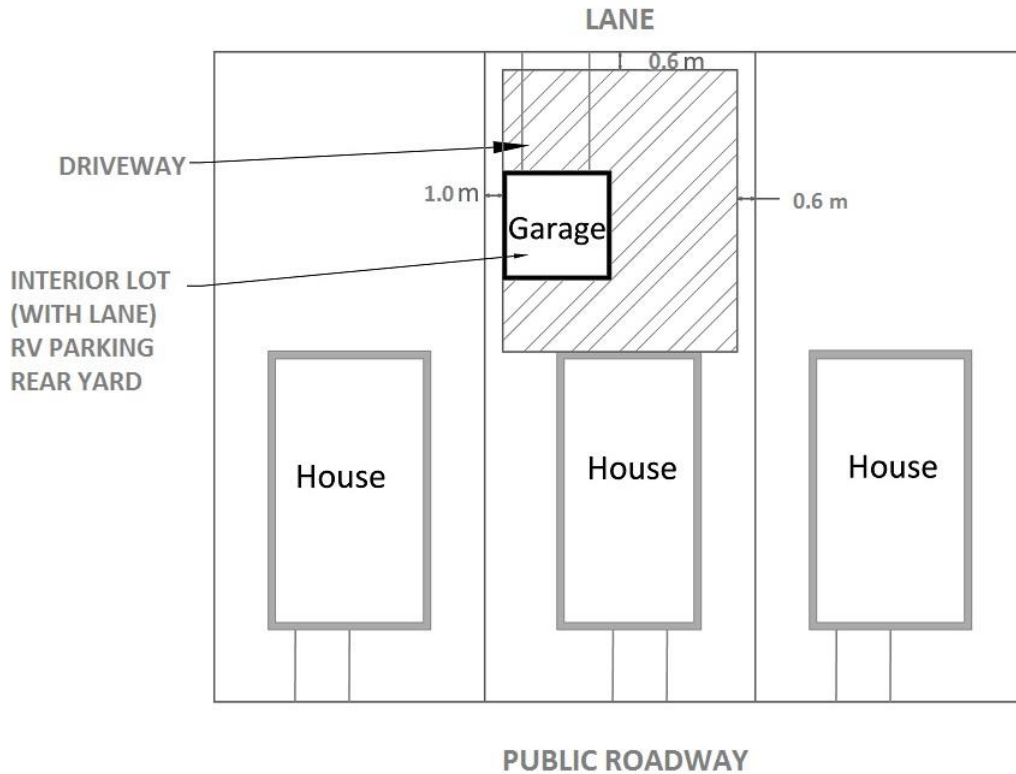 LANE
0.6 m
DRIVEWAY
1.0 m
0.6 m
Garage
INTERIOR LOT
(WITH LANE)
RV PARKING
REAR YARD
House
House
House
PUBLIC ROADWAY